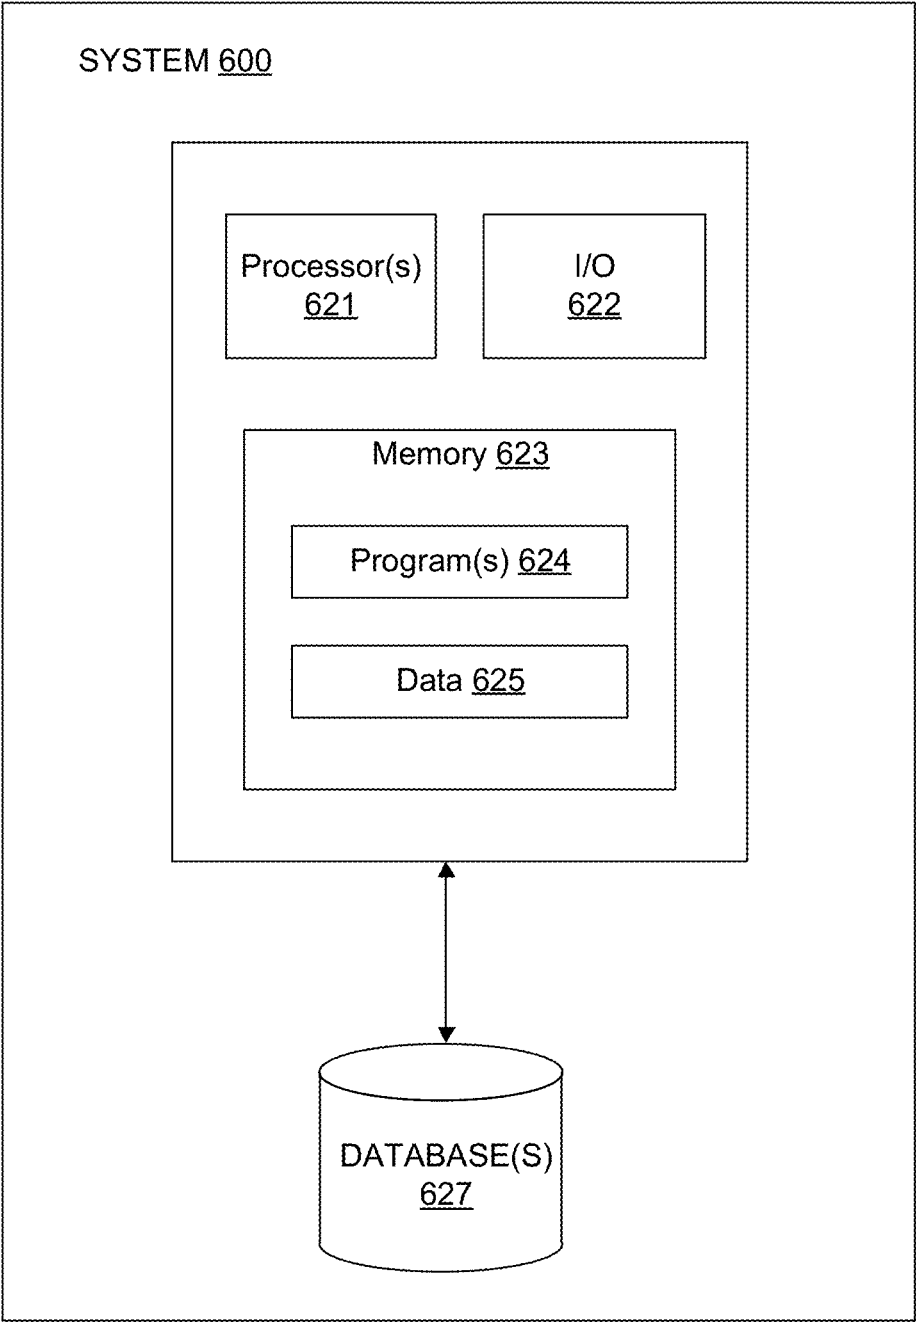 SYSTEM 600
Processor(s)
621
I/O
622
Memory 623
Program(s) 624
Data 625
DATABASE(S)
627